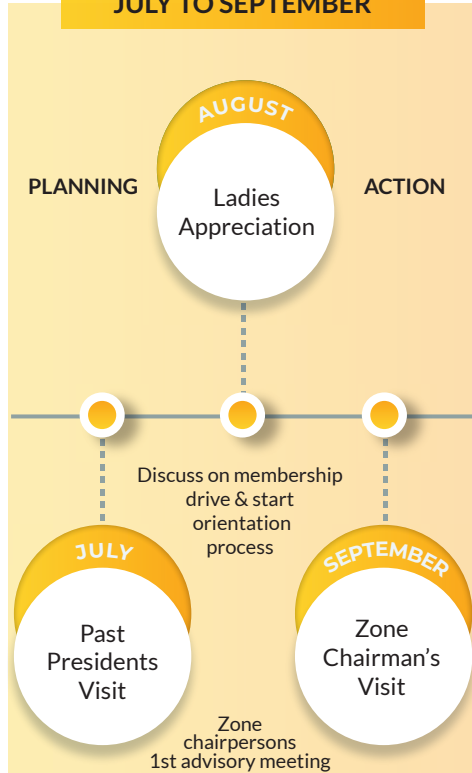 JULY TO SEPTEMBER
AUGUST
PLANNING
Ladies
Appreciation
ACTION
Discuss on membership
drive & start
orientation
process
JULY
Past
Presidents
Visit
SEPTEMBER
Zone
Chairman’s
Visit
Zone
chairpersons
1st advisory meeting